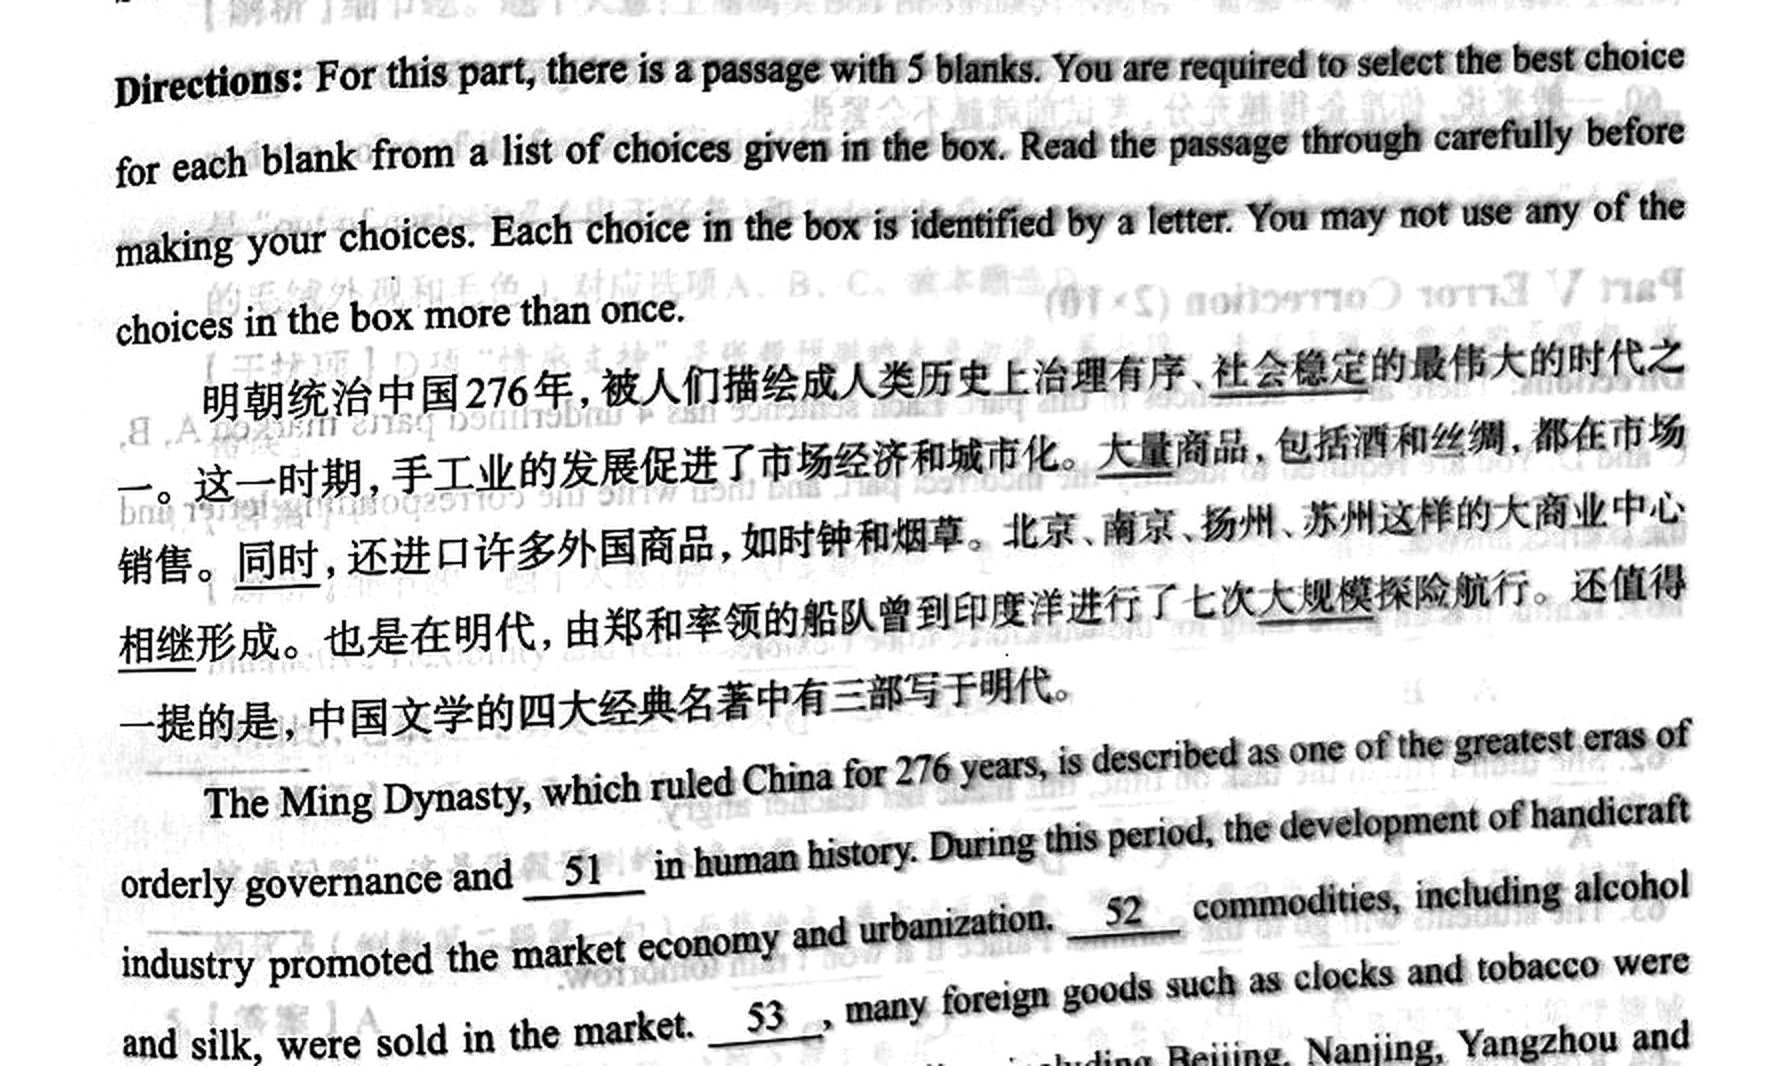 Directions: For this part, there is a passage with 5 blanks. You are required to select the best choice
for each blank from a list of choices given in the box. Read the passage through carefully before
making your choices. Each choice in the box is identified by a letter. You may not use any of the
choices in the box more than once.
明朝统治中国276年，被人们描绘成人类历史上治理有序、社会稳定的最伟大的时代之
一。这一时期，手工业的发展促进了市场经济和城市化。大量商品，包括酒和丝绸，都在市场
销售。同时，还进口许多外国商品，如时钟和烟草。北京、南京、扬州、苏州这样的大商业中心
相继形成。也是在明代，由郑和率领的船队曾到印度洋进行了七次大规模探险航行。还值得
一提的是，中国文学的四大经典名著中有三部写于明代。
The Ming Dynasty, which ruled China for 276 years, is described as one of the greatest eras of
orderly governance and 51 in human history. During this period, the development of handicraft
industry promoted the market economy and urbanization. 52 commodities, including alcohol
and silk, were sold in the market. 53 , many foreign goods such as clocks and tobacco were
Beijing, Nanjing, Yangzhou and